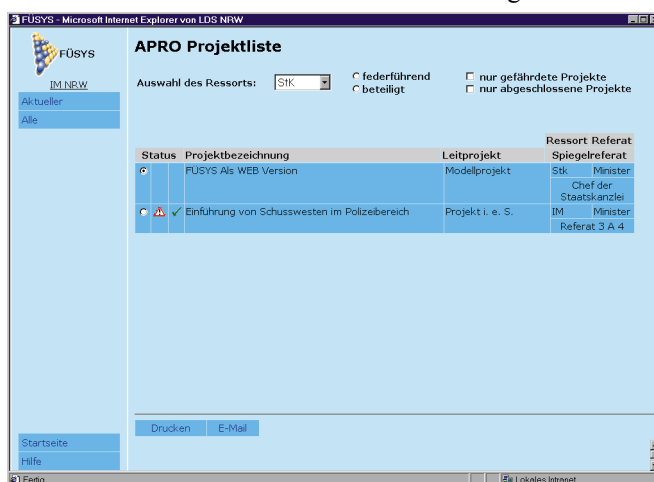 FÜSYS - Microsoft Internet Explorer von LDS NRW
FÜSYS
IM NRW
Aktueller
Alle
APRO Projektliste
Auswahl des Ressorts: StK federführend nur gefährdete Projekte
beteiligt nur abgeschlossene Projekte
Ressort Referat
Status Projektbezeichnung Leitprojekt Spiegelreferat
FÜSYS Als WEB Version Modellprojekt Stk Minister
Chef der
Staatskanzlei
Einführung von Schusswesten im Polizeibereich Projekt i. e. S. IM Minister
Referat 3 A 4
Drucken E-Mail
Startseite
Hilfe
Fertig Lokales Intranet